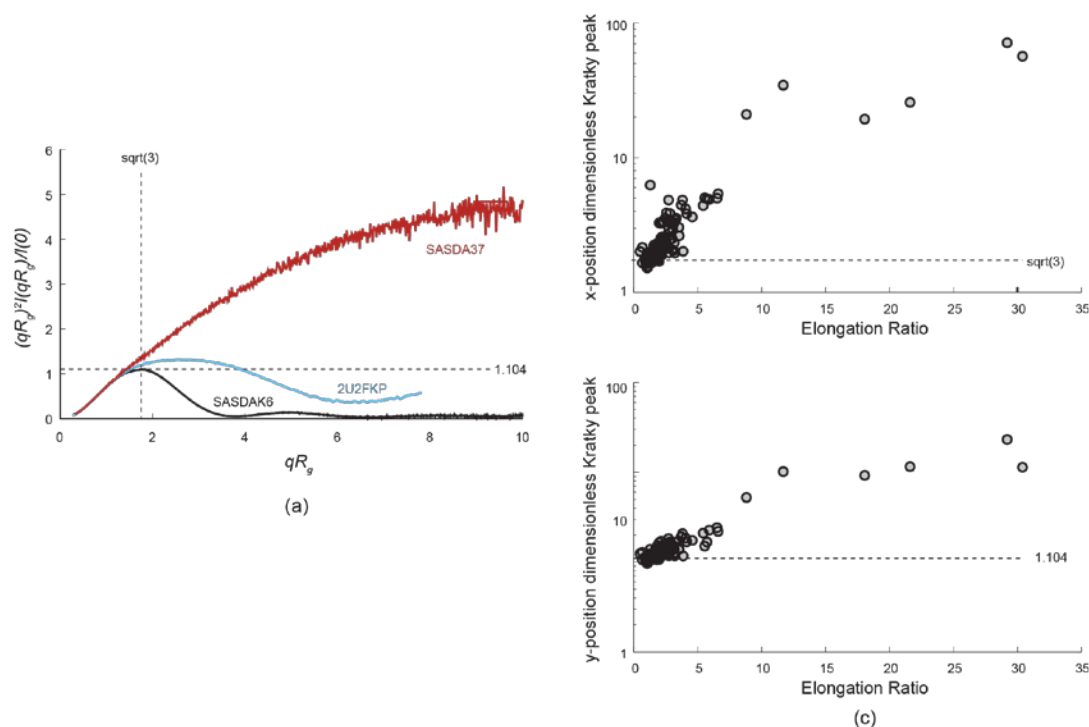 6
5
4
3
2
1
0
(qRg)²I(qRg)/I(0)
sqrt(3)
SASDA37
1.104
2U2FKP
SASDAK6
0
2
4
6
8
10
qRg
(a)
100
10
1
x-position dimensionless Kratky peak
sqrt(3)
0
5
10
15
20
25
30
35
Elongation Ratio
100
10
1
y-position dimensionless Kratky peak
1.104
0
5
10
15
20
25
30
35
Elongation Ratio
(c)